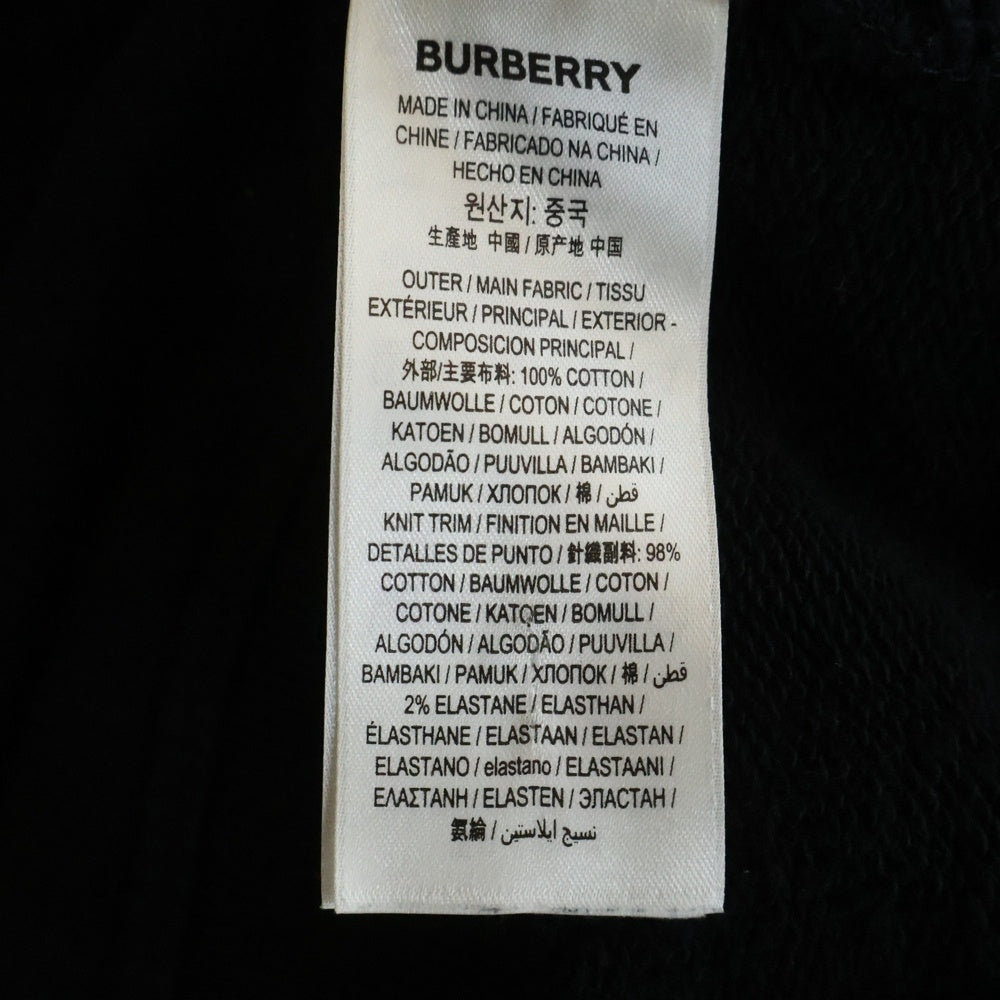 BURBERRY
MADE IN CHINA / FABRIQUÉ EN
CHINE / FABRICADO NA CHINA /
HECHO EN CHINA
원산지: 중국
生產地 中國 / 原产地 中国
OUTER / MAIN FABRIC / TISSU
EXTÉRIEUR / PRINCIPAL / EXTERIOR -
COMPOSICION PRINCIPAL /
外部/主要布料: 100% COTTON /
BAUMWOLLE / COTON / COTONE /
KATOEN / BOMULL / ALGODÓN /
ALGODÃO / PUUVILLA / BAMBAKI /
PAMUK / ХЛОПОК / 棉 / قطن
KNIT TRIM / FINITION EN MAILLE /
DETALLES DE PUNTO / 針織副料: 98%
COTTON / BAUMWOLLE / COTON /
COTONE / KATOEN / BOMULL /
ALGODÓN / ALGODÃO / PUUVILLA /
BAMBAKI / PAMUK / ХЛОПОК / 棉 / قطن
2% ELASTANE / ELASTHAN /
ÉLASTHANE / ELASTAAN / ELASTAN /
ELASTANO / elastano / ELASTAANI /
ΕΛΑΣΤΑΝΗ / ELASTEN / ЭЛАСТАН /
氨綸 / نسيج ايلاستين